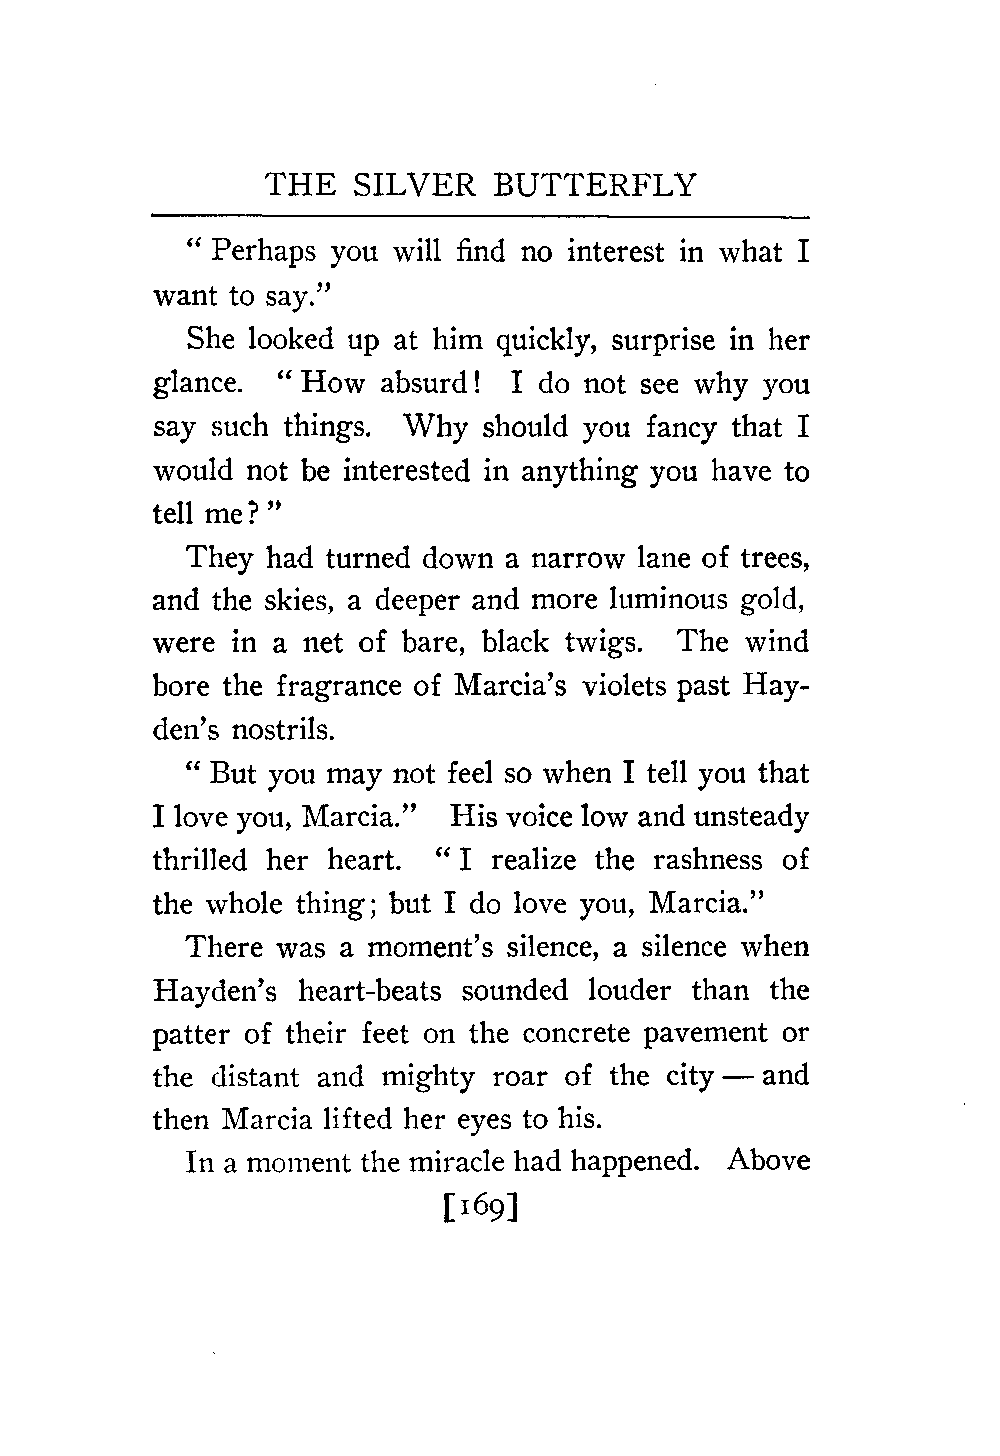 THE SILVER BUTTERFLY
" Perhaps you will find no interest in what I
want to say."
She looked up at him quickly, surprise in her
glance. " How absurd! I do not see why you
say such things. Why should you fancy that I
would not be interested in anything you have to
tell me? "
They had turned down a narrow lane of trees,
and the skies, a deeper and more luminous gold,
were in a net of bare, black twigs. The wind
bore the fragrance of Marcia's violets past Hay-
den's nostrils.
" But you may not feel so when I tell you that
I love you, Marcia." His voice low and unsteady
thrilled her heart. " I realize the rashness of
the whole thing; but I do love you, Marcia."
There was a moment's silence, a silence when
Hayden's heart-beats sounded louder than the
patter of their feet on the concrete pavement or
the distant and mighty roar of the city — and
then Marcia lifted her eyes to his.
In a moment the miracle had happened. Above
[169]